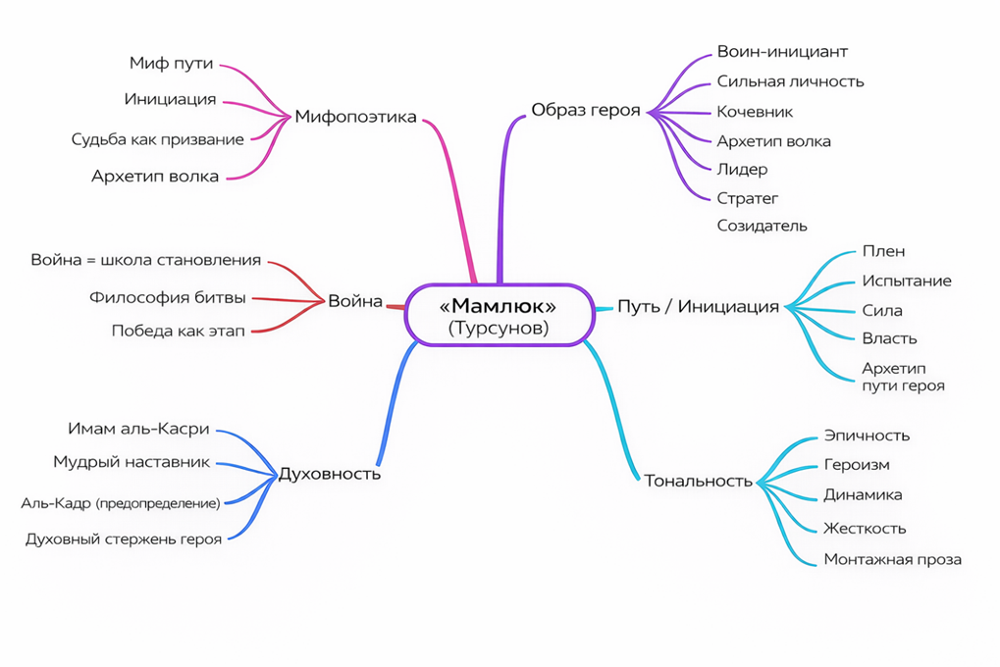 Миф пути
Инициация
Судьба как призвание
Архетип волка
Мифопоэтика
Образ героя
Воин-инициант
Сильная личность
Кочевник
Архетип волка
Лидер
Стратег
Созидатель
Война = школа становления
Философия битвы
Победа как этап
Война
«Мамлюк»
(Турсунов)
Путь / Инициация
Плен
Испытание
Сила
Власть
Архетип
пути героя
Имам аль-Касри
Мудрый наставник
Аль-Кадр (предопределение)
Духовный стержень героя
Духовность
Тональность
Эпичность
Героизм
Динамика
Жесткость
Монтажная проза